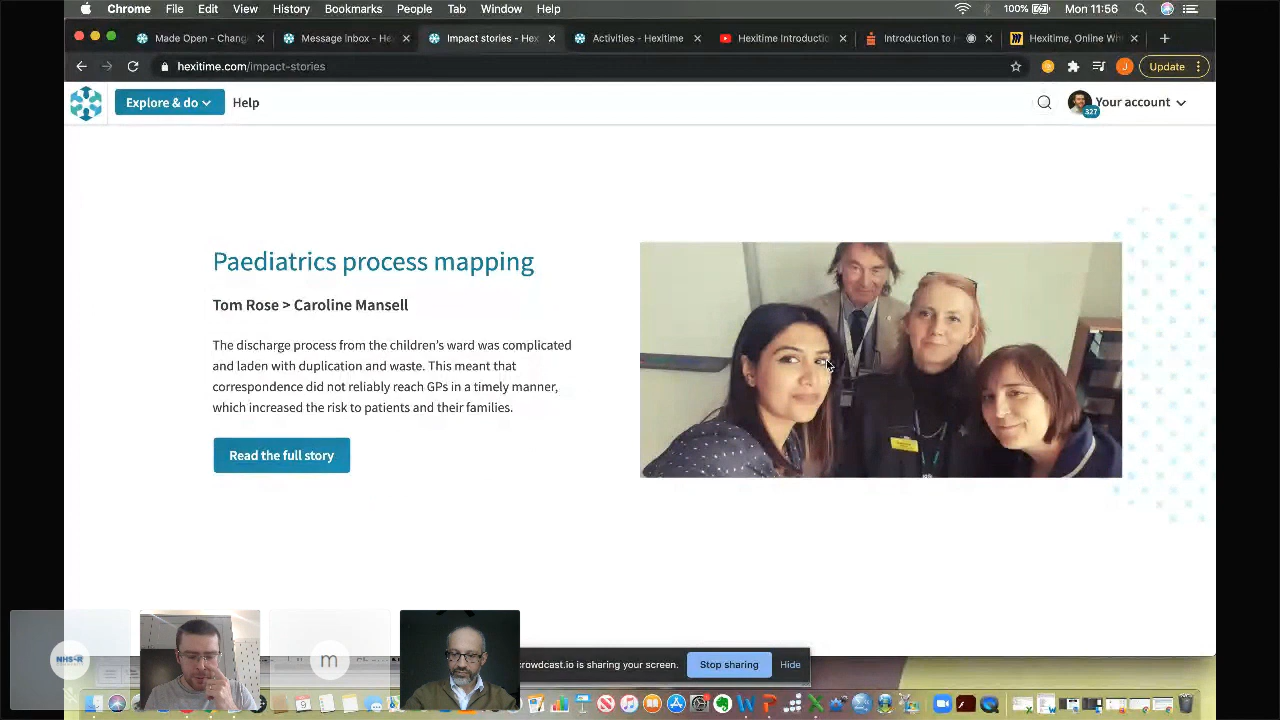 Chrome File Edit View History Bookmarks People Tab Window Help 100% Mon 11:56
Made Open - Chang Message Inbox - He Impact stories - Hex Activities - Hexitime Hexitime Introductio Introduction to H Hexitime, Online Wh
hexitime.com/impact-stories Update
Explore & do Help Your account
327
Paediatrics process mapping
Tom Rose > Caroline Mansell
The discharge process from the children's ward was complicated
and laden with duplication and waste. This meant that
correspondence did not reliably reach GPs in a timely manner,
which increased the risk to patients and their families.
Read the full story
NHS-R
m
crowdcast.io is sharing your screen. Stop sharing Hide